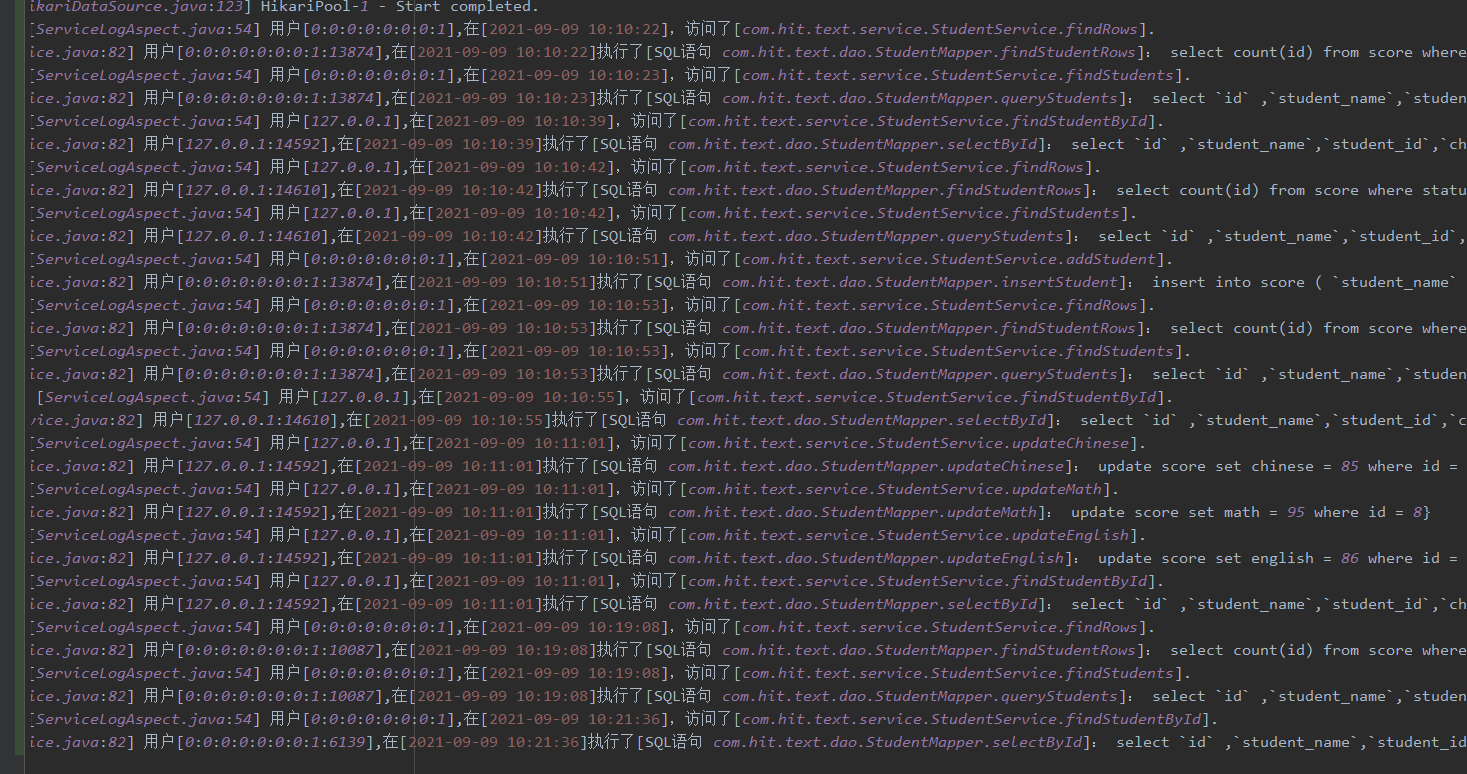 ikariDataSource.java:123] HikariPool-1 - Start completed.
[ServiceLogAspect.java:54] 用户[0:0:0:0:0:0:0:1],在[2021-09-09 10:10:22],访问了[com.hit.text.service.StudentService.findRows].
ice.java:82] 用户[0:0:0:0:0:0:0:1:13874],在[2021-09-09 10:10:22]执行了[SQL语句 com.hit.text.dao.StudentMapper.findStudentRows]: select count(id) from score where
[ServiceLogAspect.java:54] 用户[0:0:0:0:0:0:0:1],在[2021-09-09 10:10:23],访问了[com.hit.text.service.StudentService.findStudents].
ice.java:82] 用户[0:0:0:0:0:0:0:1:13874],在[2021-09-09 10:10:23]执行了[SQL语句 com.hit.text.dao.StudentMapper.queryStudents]: select `id` ,`student_name`,`studen
[ServiceLogAspect.java:54] 用户[127.0.0.1],在[2021-09-09 10:10:39],访问了[com.hit.text.service.StudentService.findStudentById].
ice.java:82] 用户[127.0.0.1:14592],在[2021-09-09 10:10:39]执行了[SQL语句 com.hit.text.dao.StudentMapper.selectById]: select `id` ,`student_name`,`student_id`,`ch
[ServiceLogAspect.java:54] 用户[127.0.0.1],在[2021-09-09 10:10:42],访问了[com.hit.text.service.StudentService.findRows].
ice.java:82] 用户[127.0.0.1:14610],在[2021-09-09 10:10:42]执行了[SQL语句 com.hit.text.dao.StudentMapper.findStudentRows]: select count(id) from score where statu
[ServiceLogAspect.java:54] 用户[127.0.0.1],在[2021-09-09 10:10:42],访问了[com.hit.text.service.StudentService.findStudents].
ice.java:82] 用户[127.0.0.1:14610],在[2021-09-09 10:10:42]执行了[SQL语句 com.hit.text.dao.StudentMapper.queryStudents]: select `id` ,`student_name`,`student_id`,
[ServiceLogAspect.java:54] 用户[0:0:0:0:0:0:0:1],在[2021-09-09 10:10:51],访问了[com.hit.text.service.StudentService.addStudent].
ice.java:82] 用户[0:0:0:0:0:0:0:1:13874],在[2021-09-09 10:10:51]执行了[SQL语句 com.hit.text.dao.StudentMapper.insertStudent]: insert into score ( `student_name`
[ServiceLogAspect.java:54] 用户[0:0:0:0:0:0:0:1],在[2021-09-09 10:10:53],访问了[com.hit.text.service.StudentService.findRows].
ice.java:82] 用户[0:0:0:0:0:0:0:1:13874],在[2021-09-09 10:10:53]执行了[SQL语句 com.hit.text.dao.StudentMapper.findStudentRows]: select count(id) from score where
[ServiceLogAspect.java:54] 用户[0:0:0:0:0:0:0:1],在[2021-09-09 10:10:53],访问了[com.hit.text.service.StudentService.findStudents].
ice.java:82] 用户[0:0:0:0:0:0:0:1:13874],在[2021-09-09 10:10:53]执行了[SQL语句 com.hit.text.dao.StudentMapper.queryStudents]: select `id` ,`student_name`,`studen
[ServiceLogAspect.java:54] 用户[127.0.0.1],在[2021-09-09 10:10:55],访问了[com.hit.text.service.StudentService.findStudentById].
vice.java:82] 用户[127.0.0.1:14610],在[2021-09-09 10:10:55]执行了[SQL语句 com.hit.text.dao.StudentMapper.selectById]: select `id` ,`student_name`,`student_id`,`c
[ServiceLogAspect.java:54] 用户[127.0.0.1],在[2021-09-09 10:11:01],访问了[com.hit.text.service.StudentService.updateChinese].
ice.java:82] 用户[127.0.0.1:14592],在[2021-09-09 10:11:01]执行了[SQL语句 com.hit.text.dao.StudentMapper.updateChinese]: update score set chinese = 85 where id =
[ServiceLogAspect.java:54] 用户[127.0.0.1],在[2021-09-09 10:11:01],访问了[com.hit.text.service.StudentService.updateMath].
ice.java:82] 用户[127.0.0.1:14592],在[2021-09-09 10:11:01]执行了[SQL语句 com.hit.text.dao.StudentMapper.updateMath]: update score set math = 95 where id = 8}
[ServiceLogAspect.java:54] 用户[127.0.0.1],在[2021-09-09 10:11:01],访问了[com.hit.text.service.StudentService.updateEnglish].
ice.java:82] 用户[127.0.0.1:14592],在[2021-09-09 10:11:01]执行了[SQL语句 com.hit.text.dao.StudentMapper.updateEnglish]: update score set english = 86 where id =
[ServiceLogAspect.java:54] 用户[127.0.0.1],在[2021-09-09 10:11:01],访问了[com.hit.text.service.StudentService.findStudentById].
ice.java:82] 用户[127.0.0.1:14592],在[2021-09-09 10:11:01]执行了[SQL语句 com.hit.text.dao.StudentMapper.selectById]: select `id` ,`student_name`,`student_id`,`ch
[ServiceLogAspect.java:54] 用户[0:0:0:0:0:0:0:1],在[2021-09-09 10:19:08],访问了[com.hit.text.service.StudentService.findRows].
ice.java:82] 用户[0:0:0:0:0:0:0:1:10087],在[2021-09-09 10:19:08]执行了[SQL语句 com.hit.text.dao.StudentMapper.findStudentRows]: select count(id) from score where
[ServiceLogAspect.java:54] 用户[0:0:0:0:0:0:0:1],在[2021-09-09 10:19:08],访问了[com.hit.text.service.StudentService.findStudents].
ice.java:82] 用户[0:0:0:0:0:0:0:1:10087],在[2021-09-09 10:19:08]执行了[SQL语句 com.hit.text.dao.StudentMapper.queryStudents]: select `id` ,`student_name`,`studen
[ServiceLogAspect.java:54] 用户[0:0:0:0:0:0:0:1],在[2021-09-09 10:21:36],访问了[com.hit.text.service.StudentService.findStudentById].
ice.java:82] 用户[0:0:0:0:0:0:0:1:6139],在[2021-09-09 10:21:36]执行了[SQL语句 com.hit.text.dao.StudentMapper.selectById]: select `id` ,`student_name`,`student_id